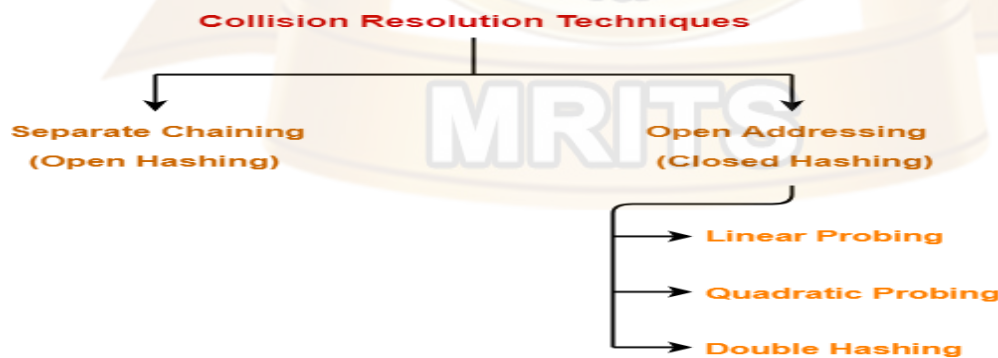 Collision Resolution Techniques
MRITS
Separate Chaining
(Open Hashing)
Open Addressing
(Closed Hashing)
Linear Probing
Quadratic Probing
Double Hashing